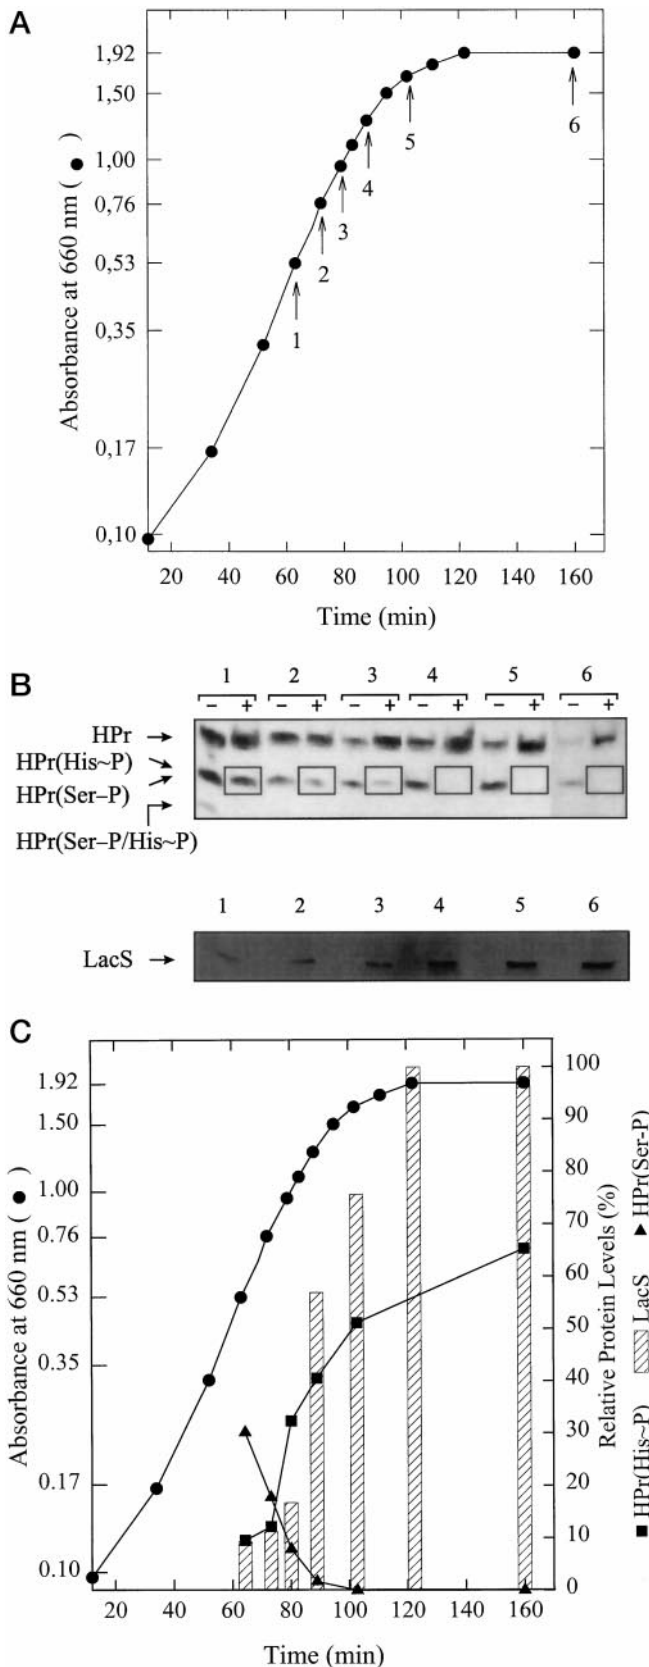 A
Absorbance at 660 nm ( ● )
1,92
1,50
1,00
0,76
0,53
0,35
0,17
0,10
1
2
3
4
5
6
20 40 60 80 100 120 140 160
Time (min)
B
1 2 3 4 5 6
− + − + − + − + − + − +
HPr
HPr(His~P)
HPr(Ser–P)
HPr(Ser–P/His~P)
1 2 3 4 5 6
LacS
C
Absorbance at 660 nm ( ● )
1.92
1.50
1.00
0.76
0.53
0.35
0.17
0.10
20 40 60 80 100 120 140 160
Time (min)
100
90
80
70
60
50
40
30
20
10
0
Relative Protein Levels (%)
HPr(His~P)
LacS
HPr(Ser-P)